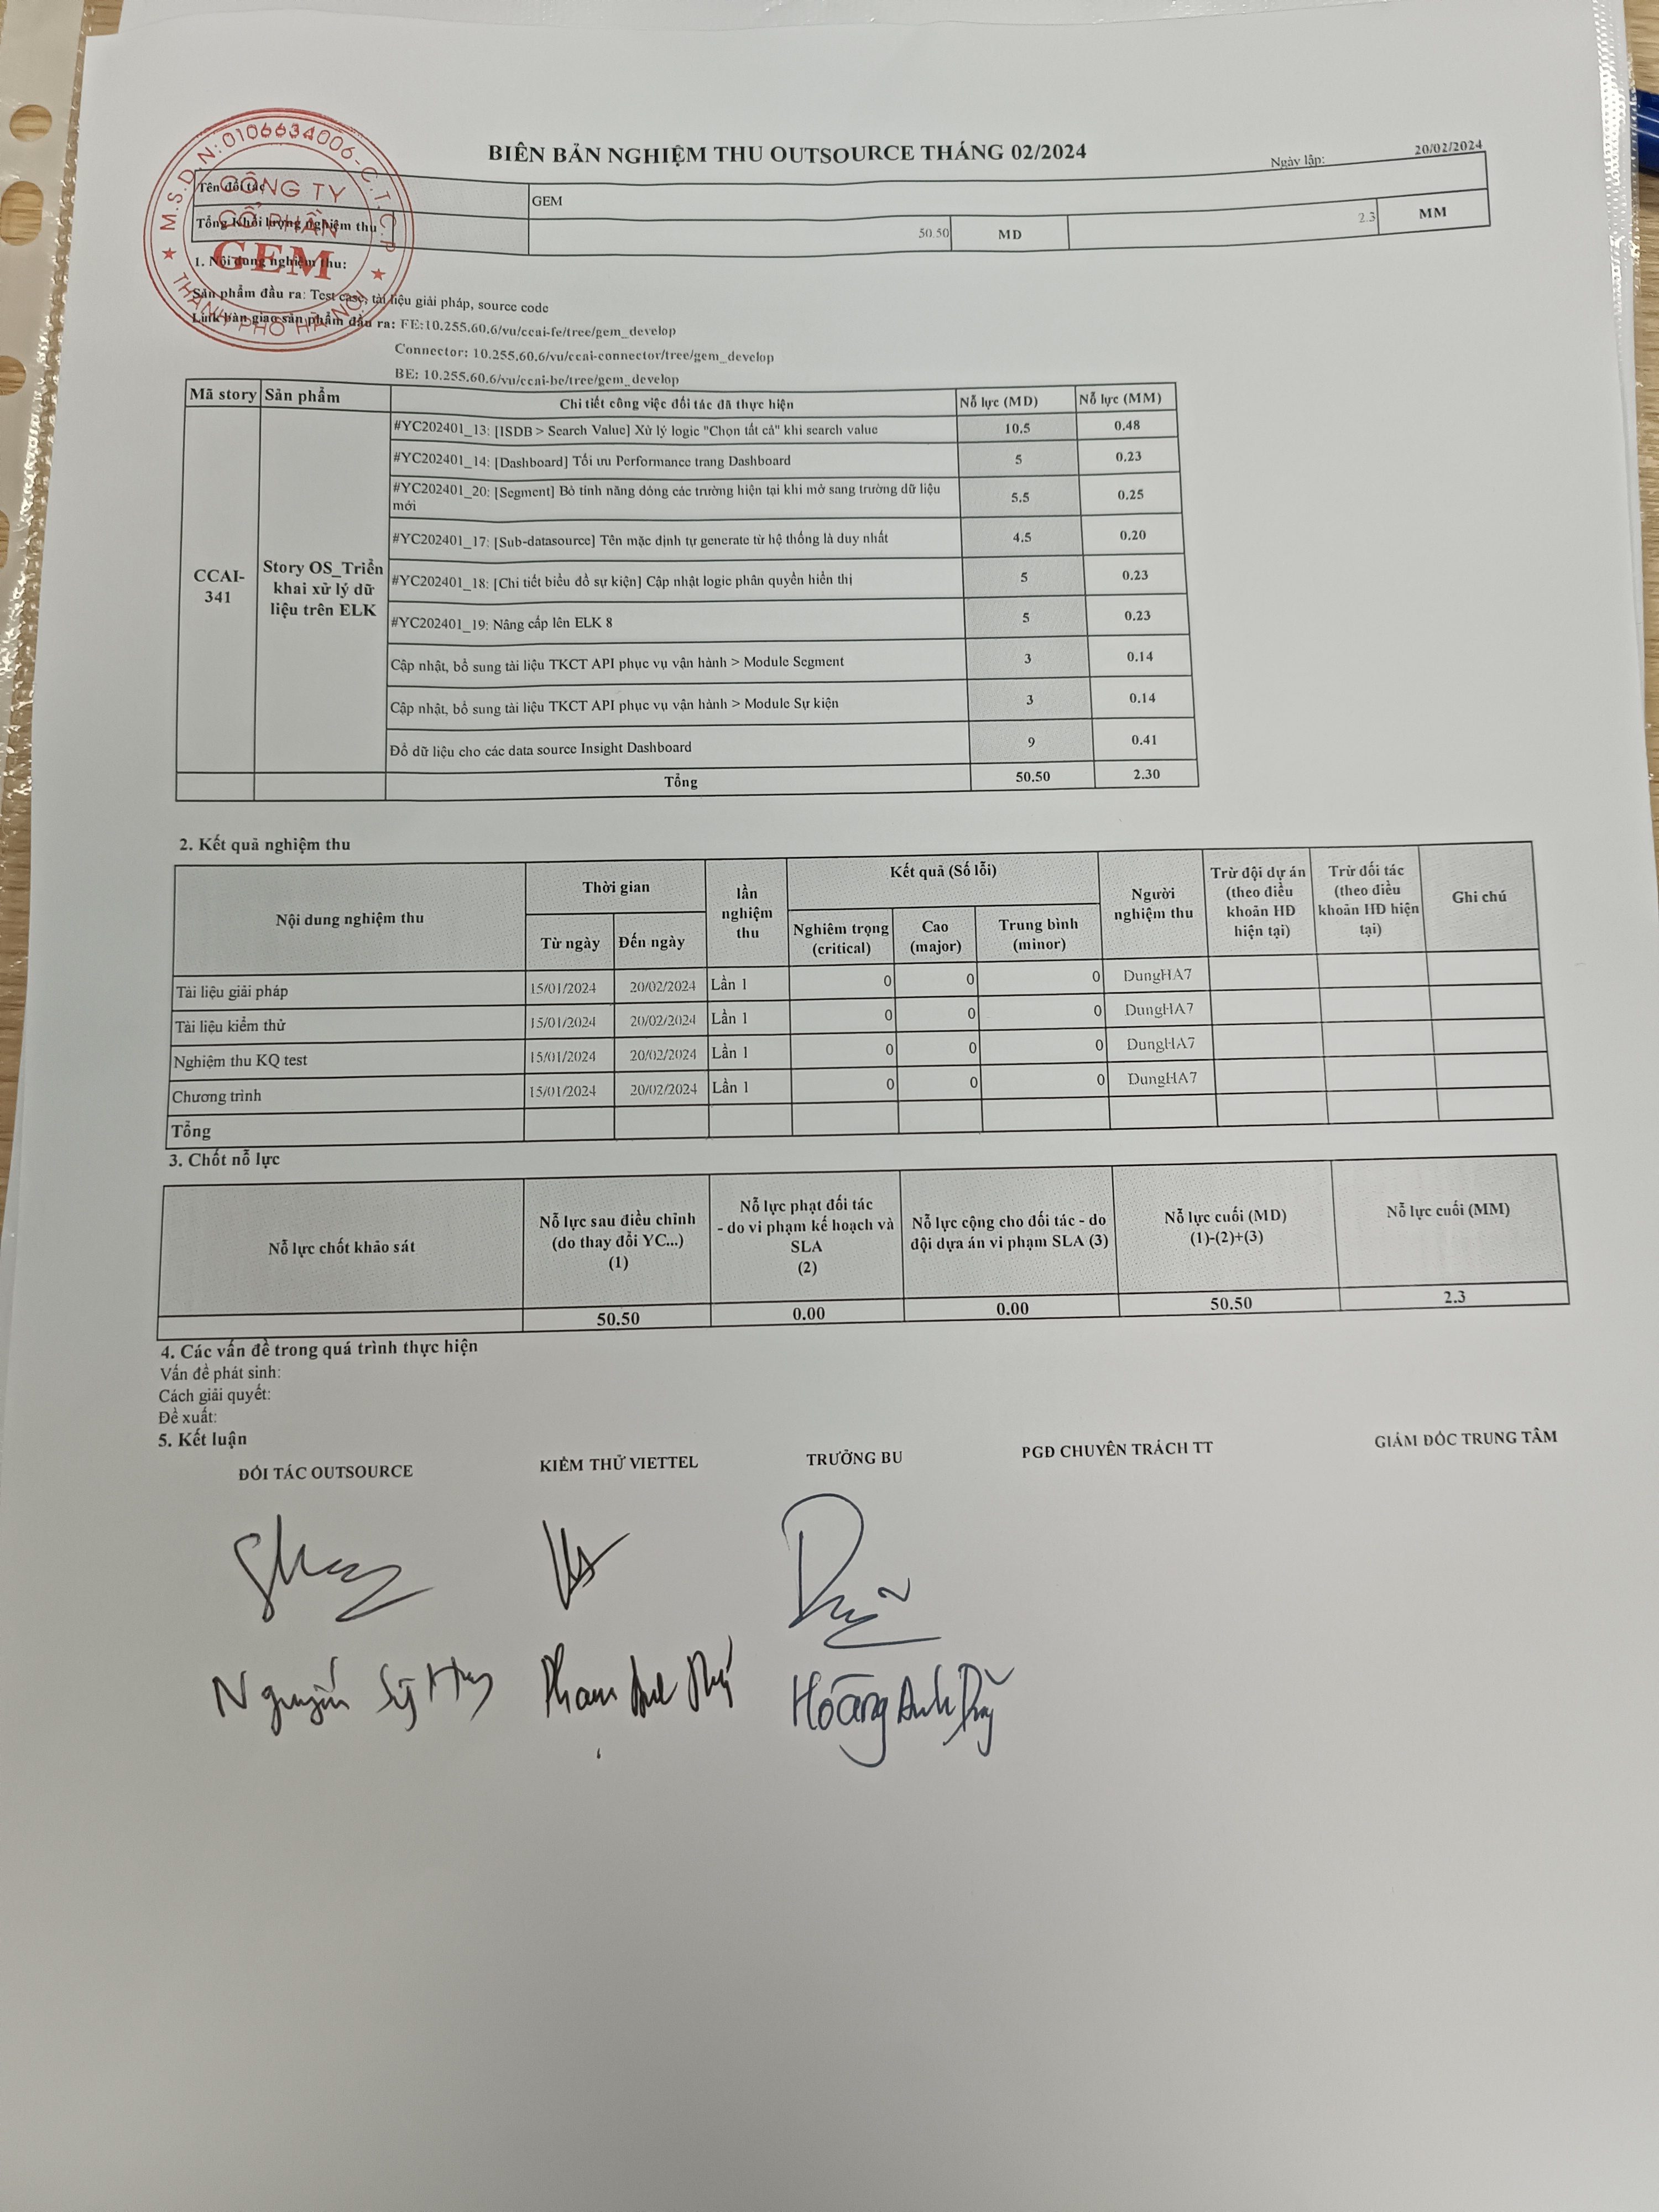 M.S.D.N:0106634006-C.T.C.P
CÔNG TY
CỔ PHẦN
GEM
THÀNH PHỐ HÀ NỘI
BIÊN BẢN NGHIỆM THU OUTSOURCE THÁNG 02/2024
Ngày lập: 20/02/2024
Tên đối tác GEM
Tổng Khối lượng nghiệm thu 50.50 MD 2.3 MM
1. Nội dung nghiệm thu:
Sản phẩm đầu ra: Test case, tài liệu giải pháp, source code
Link bàn giao sản phẩm đầu ra: FE:10.255.60.6/vu/ccai-fe/tree/gem_develop
Connector: 10.255.60.6/vu/ccai-connector/tree/gem_develop
BE: 10.255.60.6/vu/ccai-be/tree/gem_develop
Mã story Sản phẩm Chi tiết công việc đối tác đã thực hiện Nỗ lực (MD) Nỗ lực (MM)
CCAI-
341
Story OS_Triển
khai xử lý dữ
liệu trên ELK
#YC202401_13: [ISDB > Search Value] Xử lý logic "Chọn tất cả" khi search value 10.5 0.48
#YC202401_14: [Dashboard] Tối ưu Performance trang Dashboard 5 0.23
#YC202401_20: [Segment] Bỏ tính năng đóng các trường hiện tại khi mở sang trường dữ liệu
mới 5.5 0.25
#YC202401_17: [Sub-datasource] Tên mặc định tự generate từ hệ thống là duy nhất 4.5 0.20
#YC202401_18: [Chi tiết biểu đồ sự kiện] Cập nhật logic phân quyền hiển thị 5 0.23
#YC202401_19: Nâng cấp lên ELK 8 5 0.23
Cập nhật, bổ sung tài liệu TKCT API phục vụ vận hành > Module Segment 3 0.14
Cập nhật, bổ sung tài liệu TKCT API phục vụ vận hành > Module Sự kiện 3 0.14
Đổ dữ liệu cho các data source Insight Dashboard 9 0.41
Tổng 50.50 2.30
2. Kết quả nghiệm thu
Nội dung nghiệm thu
Thời gian
Từ ngày Đến ngày
lần
nghiệm
thu
Kết quả (Số lỗi)
Nghiêm trọng
(critical)
Cao
(major)
Trung bình
(minor)
Người
nghiệm thu
Trừ đội dự án
(theo điều
khoản HĐ
hiện tại)
Trừ đối tác
(theo điều
khoản HĐ hiện
tại)
Ghi chú
Tài liệu giải pháp 15/01/2024 20/02/2024 Lần 1 0 0 0 DungHA7
Tài liệu kiểm thử 15/01/2024 20/02/2024 Lần 1 0 0 0 DungHA7
Nghiệm thu KQ test 15/01/2024 20/02/2024 Lần 1 0 0 0 DungHA7
Chương trình 15/01/2024 20/02/2024 Lần 1 0 0 0 DungHA7
Tổng
3. Chốt nỗ lực
Nỗ lực chốt khảo sát
Nỗ lực sau điều chỉnh
(do thay đổi YC...)
(1)
Nỗ lực phạt đối tác
- do vi phạm kế hoạch và
SLA
(2)
Nỗ lực cộng cho đối tác - do
đội dựa án vi phạm SLA (3)
Nỗ lực cuối (MD)
(1)-(2)+(3)
Nỗ lực cuối (MM)
50.50 0.00 0.00 50.50 2.3
4. Các vấn đề trong quá trình thực hiện
Vấn đề phát sinh:
Cách giải quyết:
Đề xuất:
5. Kết luận
ĐỐI TÁC OUTSOURCE KIỂM THỬ VIETTEL TRƯỞNG BU PGĐ CHUYÊN TRÁCH TT GIÁM ĐỐC TRUNG TÂM
Nguyễn Sỹ Huy Phạm Hoàng Anh Dũng